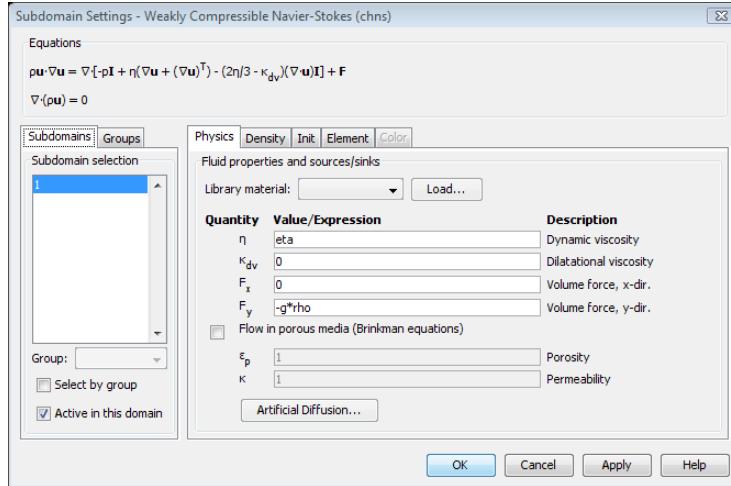 Subdomain Settings - Weakly Compressible Navier-Stokes (chns)
Equations
ρu·∇u = ∇·[-pI + η(∇u + (∇u)ᵀ) - (2η/3 - κdv)(∇·u)I] + F
∇·(ρu) = 0
Subdomains Groups
Subdomain selection
1
Group:
Select by group
Active in this domain
Physics Density Init Element Color
Fluid properties and sources/sinks
Library material: Load...
Quantity Value/Expression Description
η eta Dynamic viscosity
κdv 0 Dilatational viscosity
Fx 0 Volume force, x-dir.
Fy -g*rho Volume force, y-dir.
Flow in porous media (Brinkman equations)
εp 1 Porosity
κ 1 Permeability
Artificial Diffusion...
OK Cancel Apply Help